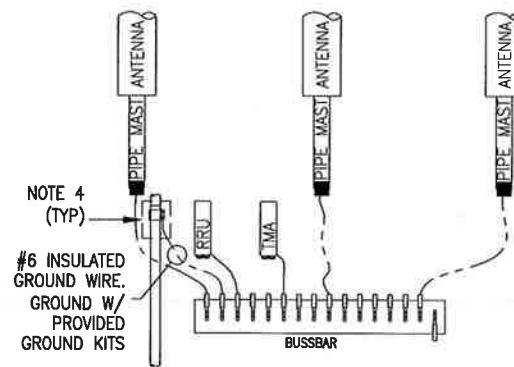 ANTENNA
PIPE MAST
ANTENNA
PIPE MAST
ANTENNA
PIPE MAST
NOTE 4
(TYP)
RRU
TMA
#6 INSULATED
GROUND WIRE.
GROUND W/
PROVIDED
GROUND KITS
BUSSBAR